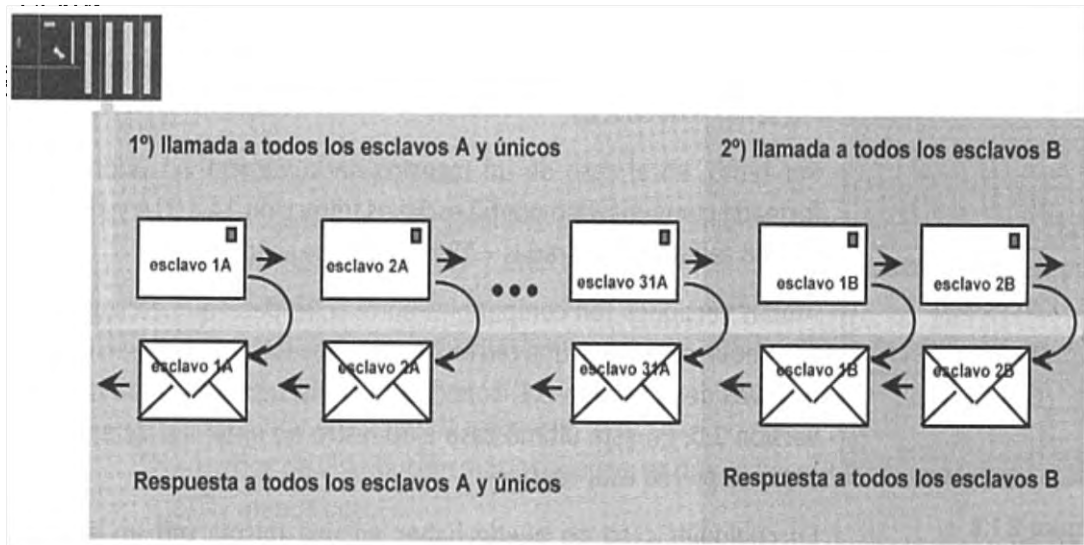 1º) llamada a todos los esclavos A y únicos
2º) llamada a todos los esclavos B
esclavo 1A
esclavo 2A
esclavo 31A
esclavo 1B
esclavo 2B
esclavo 1A
esclavo 2A
esclavo 31A
esclavo 1B
esclavo 2B
Respuesta a todos los esclavos A y únicos
Respuesta a todos los esclavos B